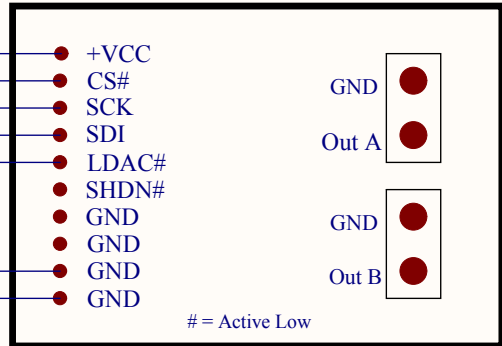 +VCC
CS#
SCK
SDI
LDAC#
SHDN#
GND
GND
GND
GND
GND
Out A
GND
Out B
# = Active Low